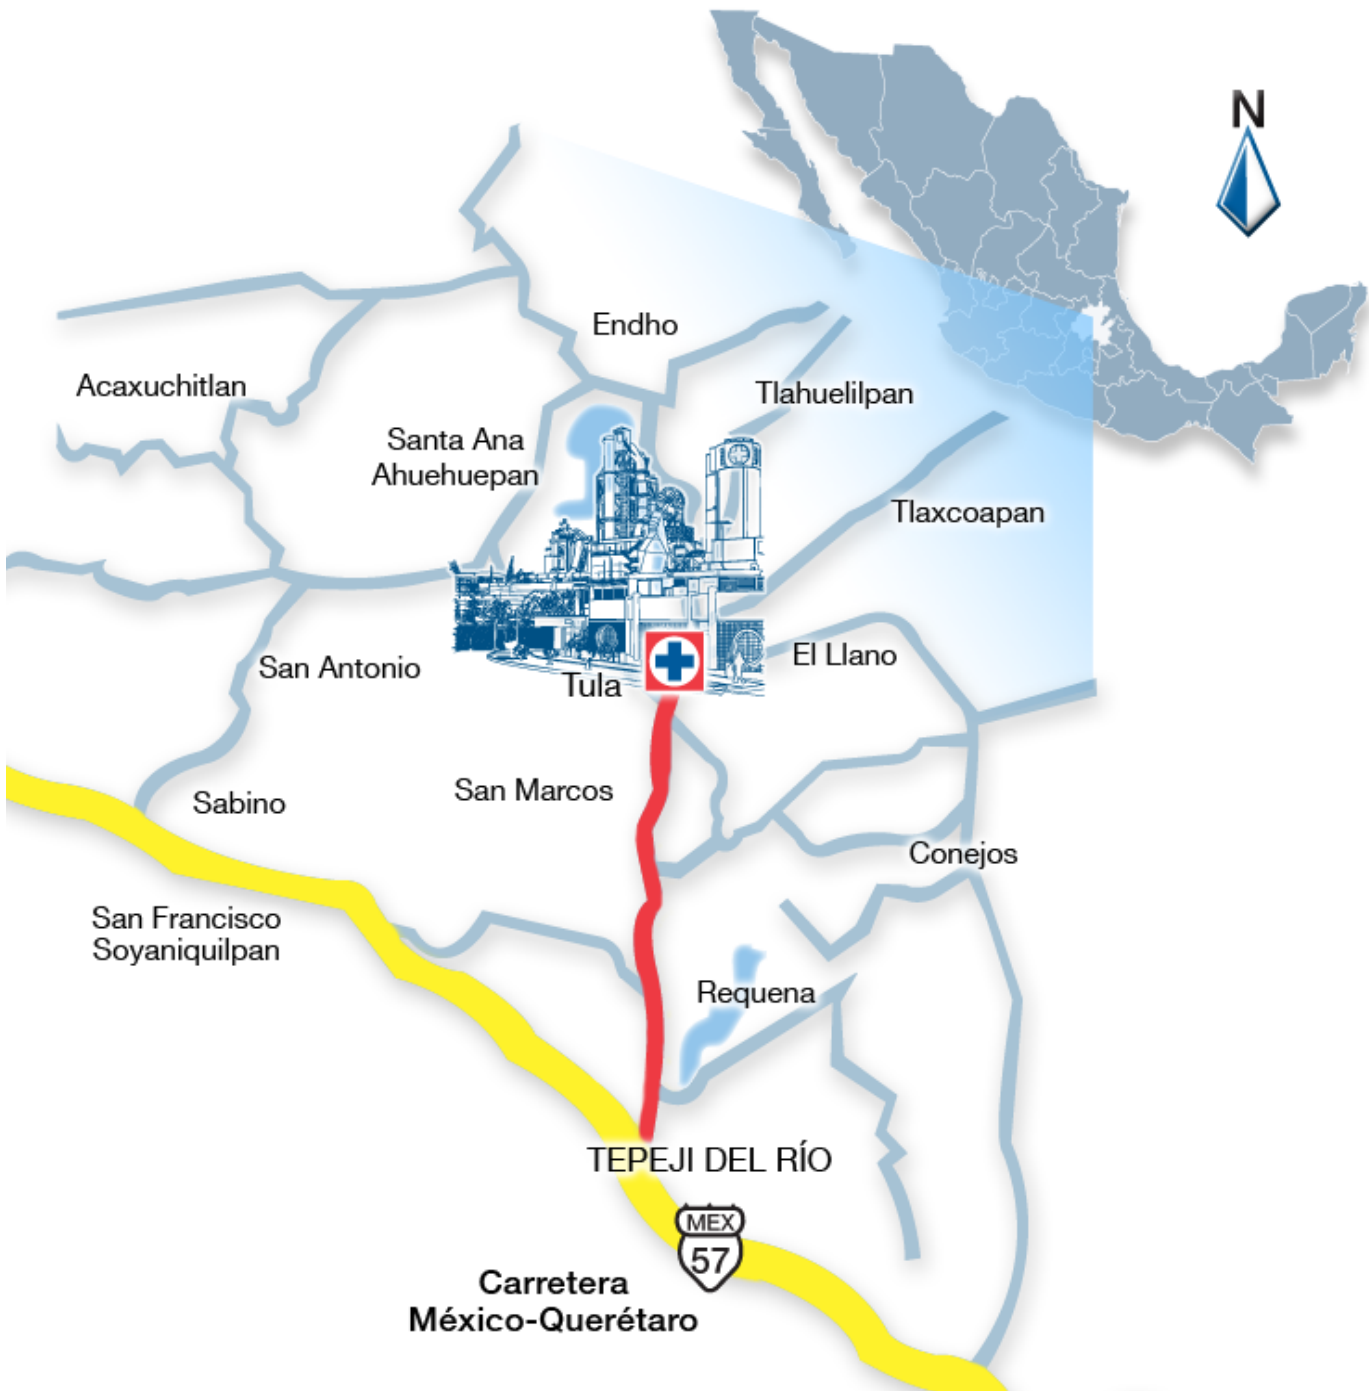 N
Endho
Acaxuchitlan
Tlahuelilpan
Santa Ana
Ahuehuepan
Tlaxcoapan
El Llano
San Antonio
Tula
San Marcos
Sabino
Conejos
San Francisco
Soyaniquilpan
Requena
TEPEJI DEL RÍO
MEX
57
Carretera
México-Querétaro